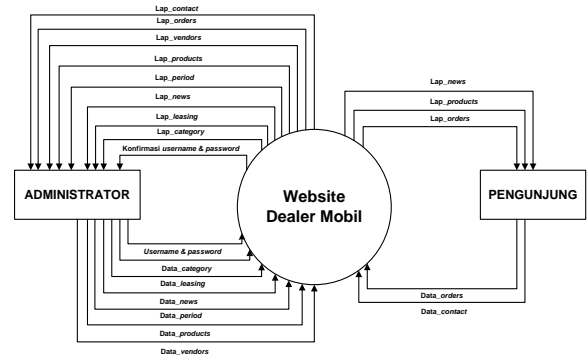 Lap_contact
Lap_orders
Lap_vendors
Lap_products
Lap_period
Lap_news
Lap_leasing
Lap_category
Konfirmasi username & password
ADMINISTRATOR
Website
Dealer Mobil
Lap_news
Lap_products
Lap_orders
PENGUNJUNG
Username & password
Data_category
Data_leasing
Data_news
Data_period
Data_products
Data_vendors
Data_orders
Data_contact